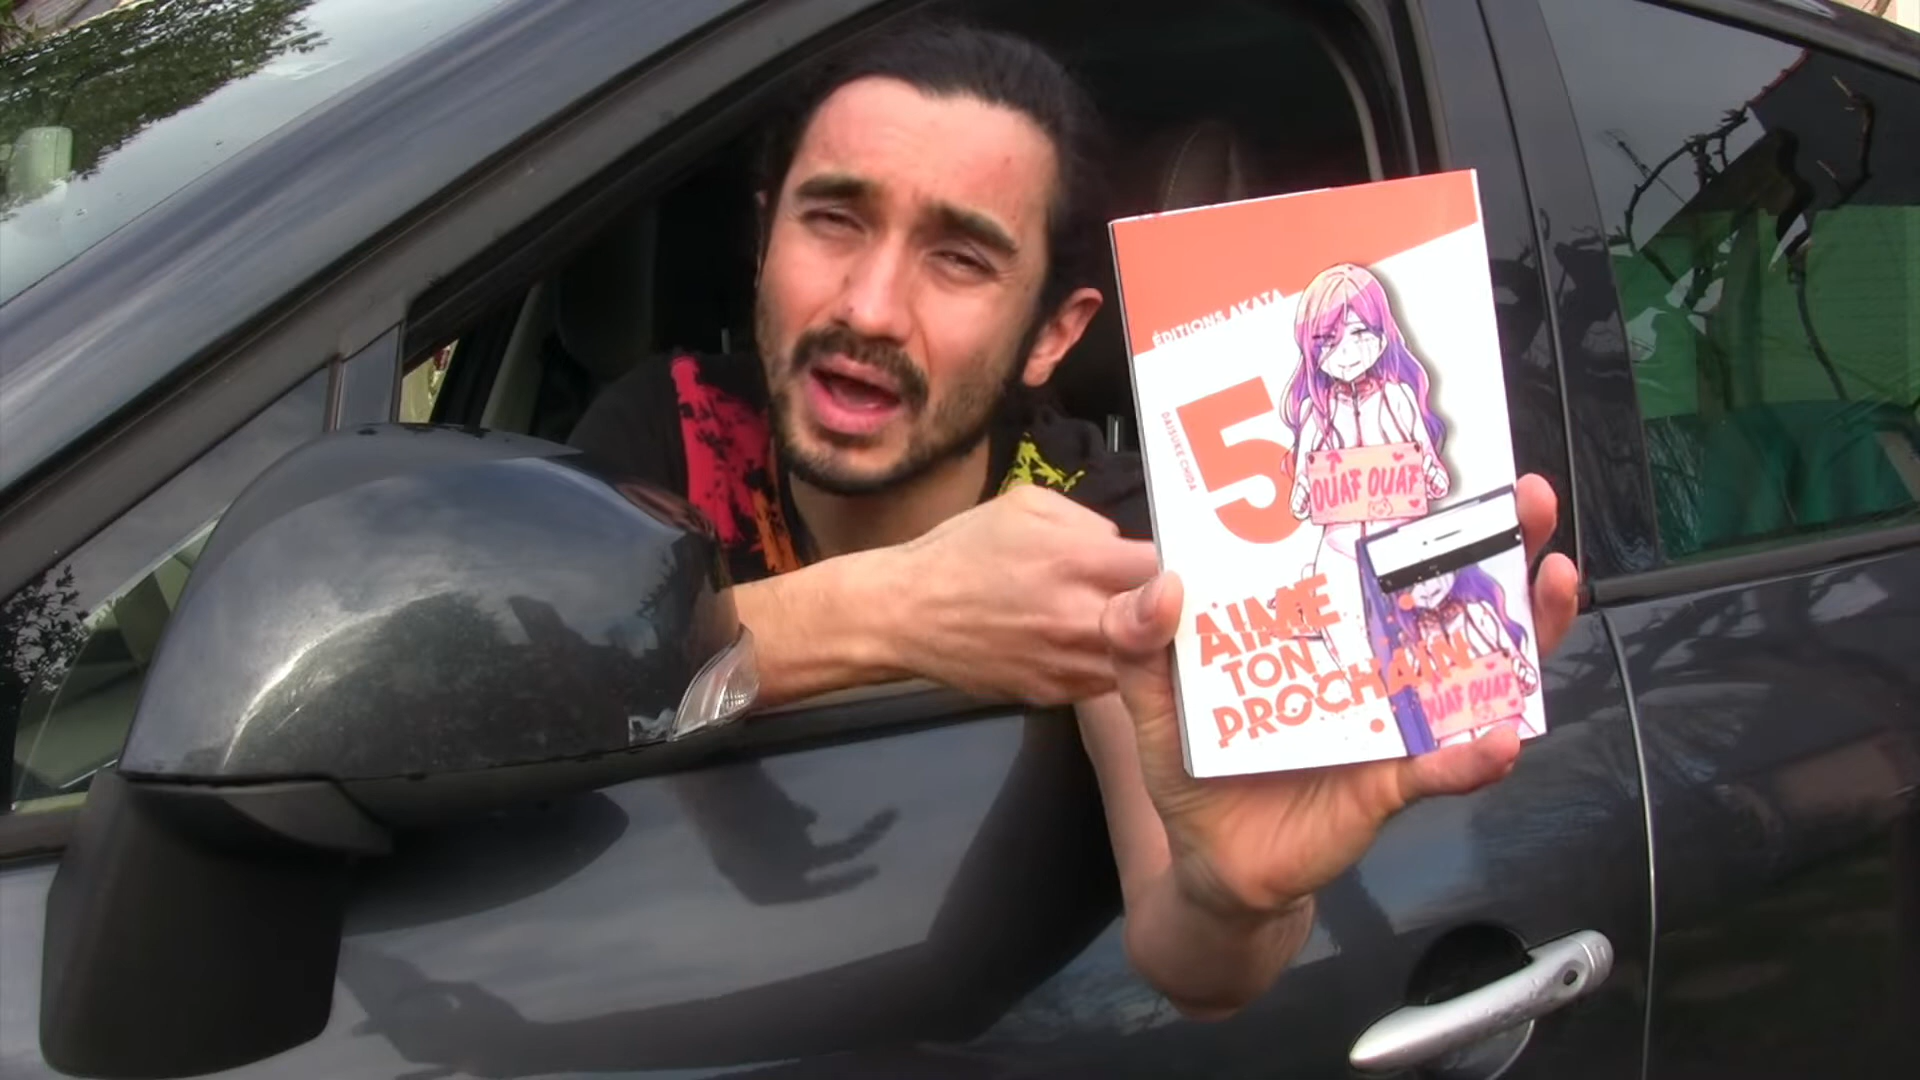 ÉDITIONS AKATA
5
DAISUKE CHIDA
OUAF OUAF
AIME
TON
PROCHAIN
OUAF OUAF